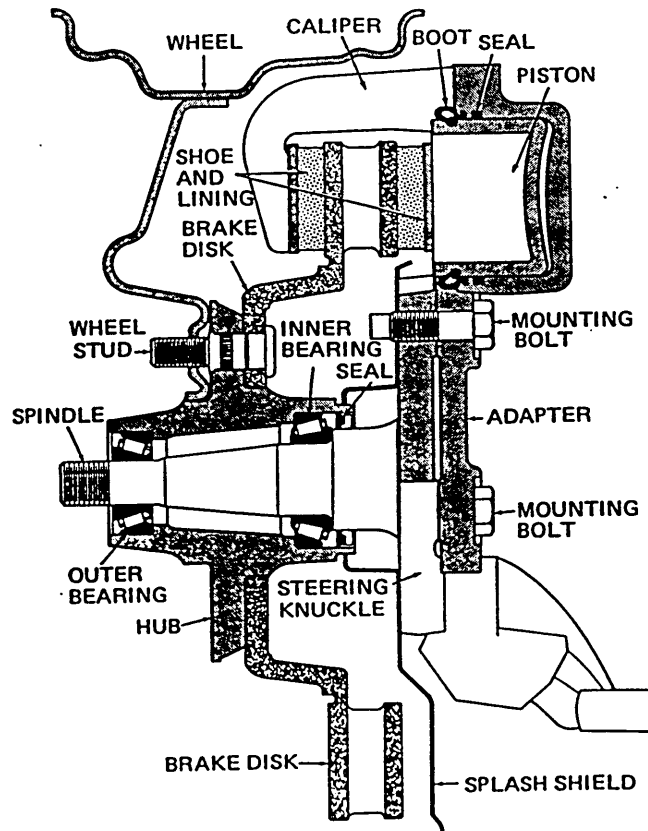 CALIPER
WHEEL
BOOT
SEAL
PISTON
SHOE
AND
LINING
BRAKE
DISK
WHEEL
STUD
INNER
BEARING
SEAL
MOUNTING
BOLT
SPINDLE
ADAPTER
MOUNTING
BOLT
OUTER
BEARING
STEERING
KNUCKLE
HUB
BRAKE DISK
SPLASH SHIELD